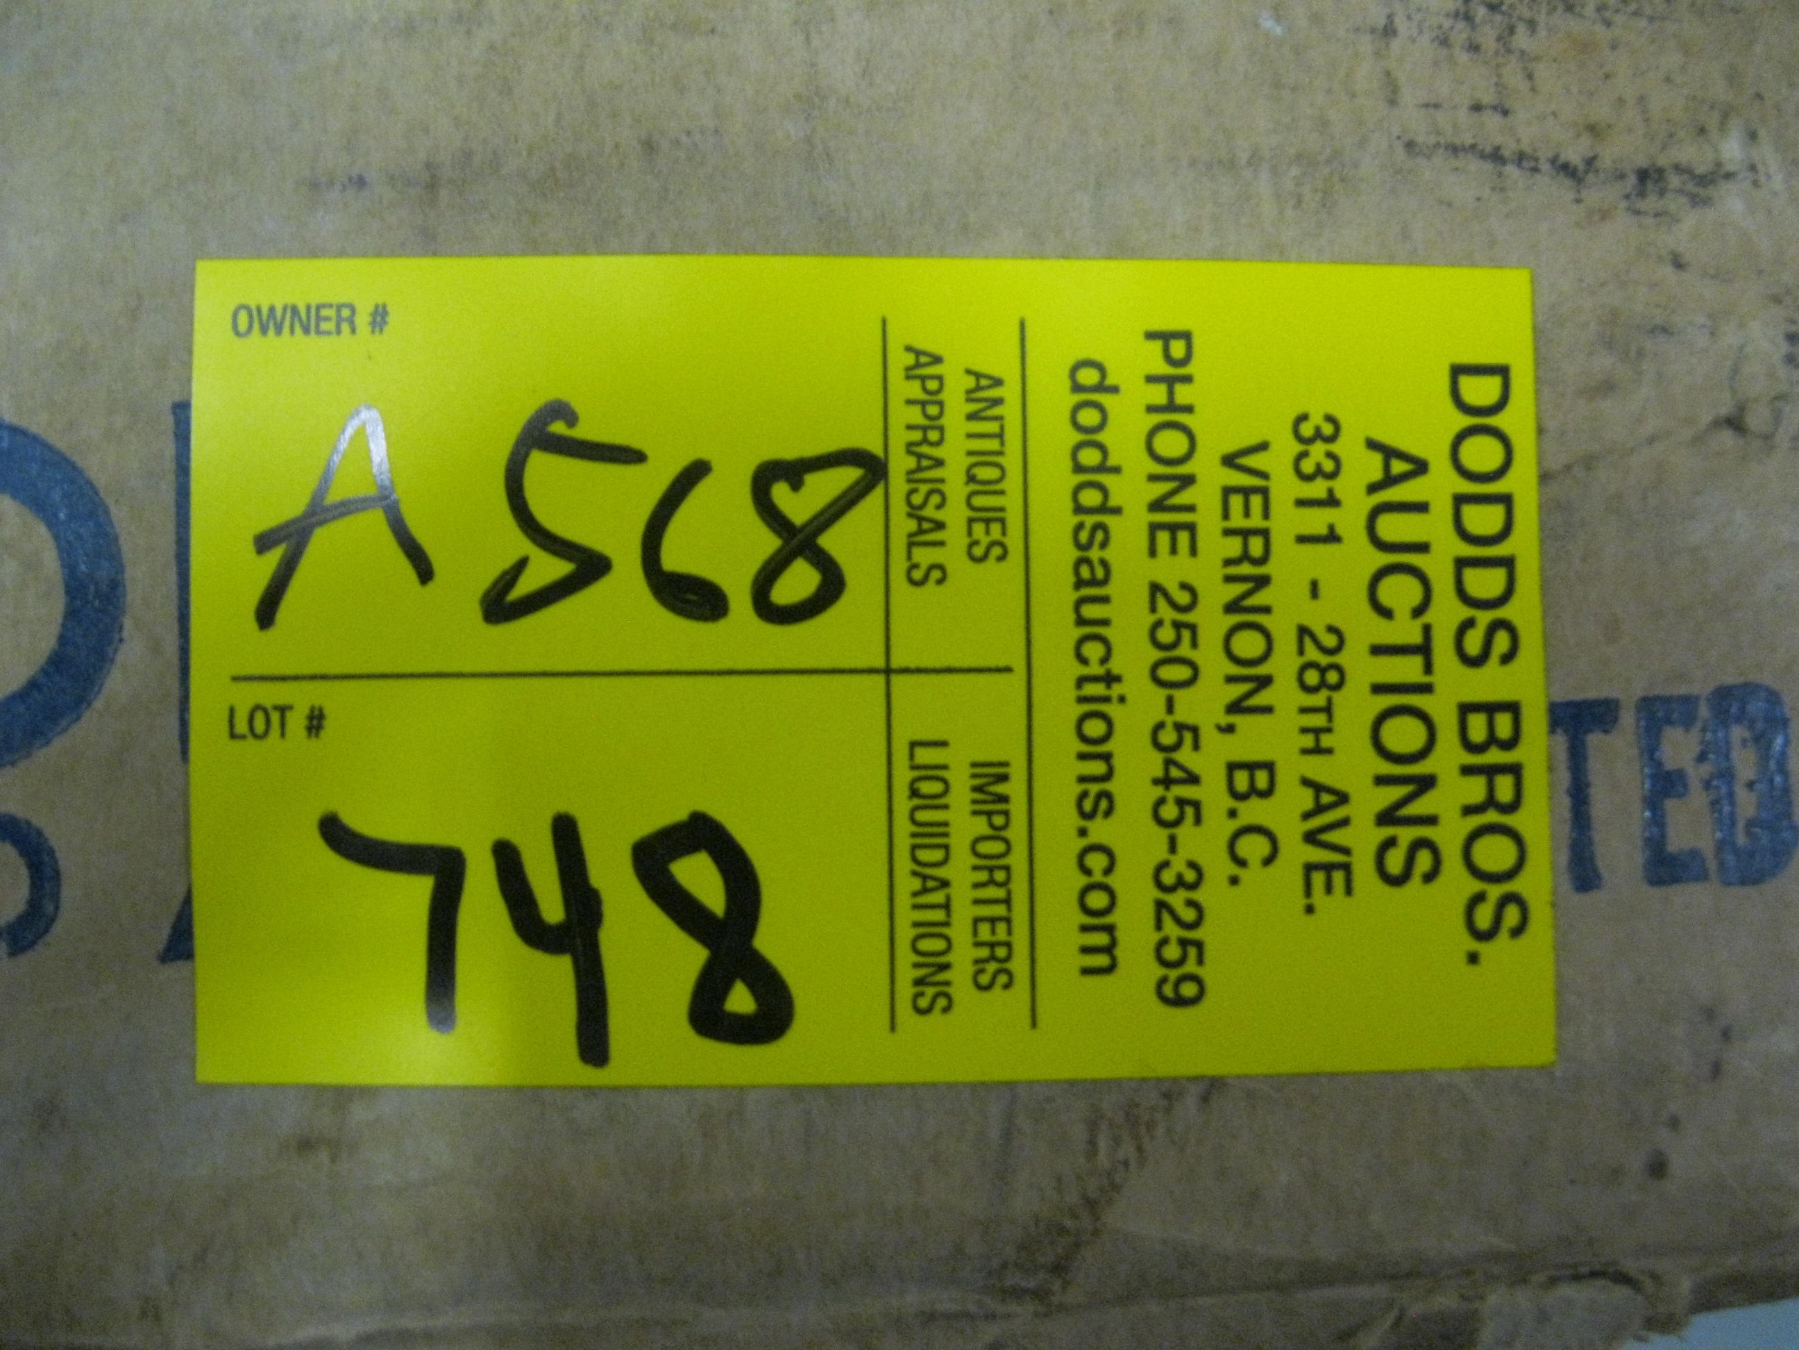 OWNER #
A 568
LOT #
748
ANTIQUES
APPRAISALS
IMPORTERS
LIQUIDATIONS
DODDS BROS.
AUCTIONS
3311 - 28TH AVE.
VERNON, B.C.
PHONE 250-545-3259
doddsauctions.com
TED